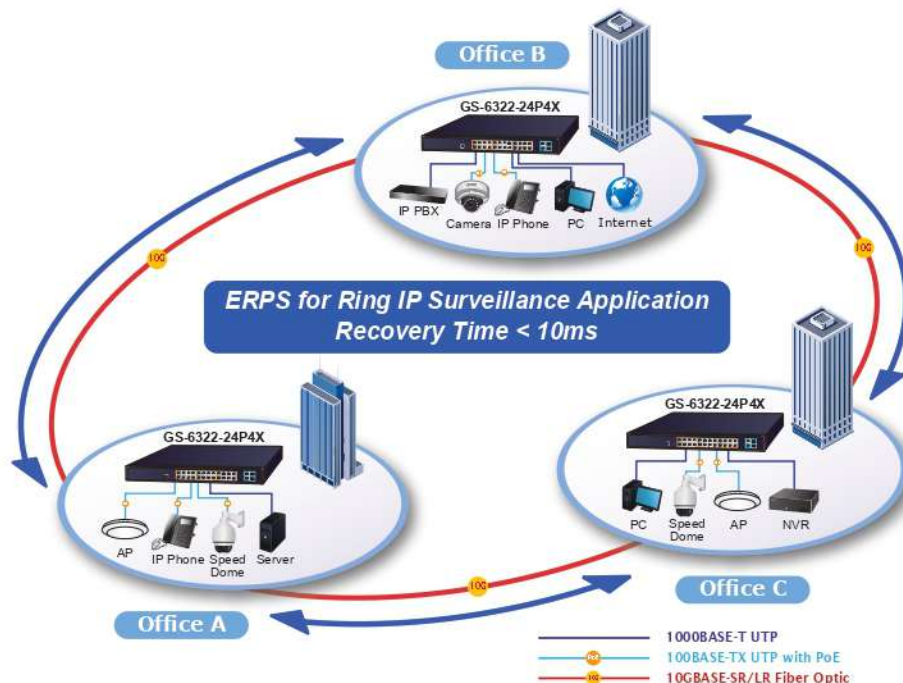 Office B
GS-6322-24P4X
IP PBX
Camera
IP Phone
PC
Internet
10G
10G
ERPS for Ring IP Surveillance Application
Recovery Time < 10ms
GS-6322-24P4X
AP
IP Phone
Speed
Dome
Server
Office A
GS-6322-24P4X
PC
Speed
Dome
AP
NVR
Office C
10G
1000BASE-T UTP
PoE
100BASE-TX UTP with PoE
10G
10GBASE-SR/LR Fiber Optic